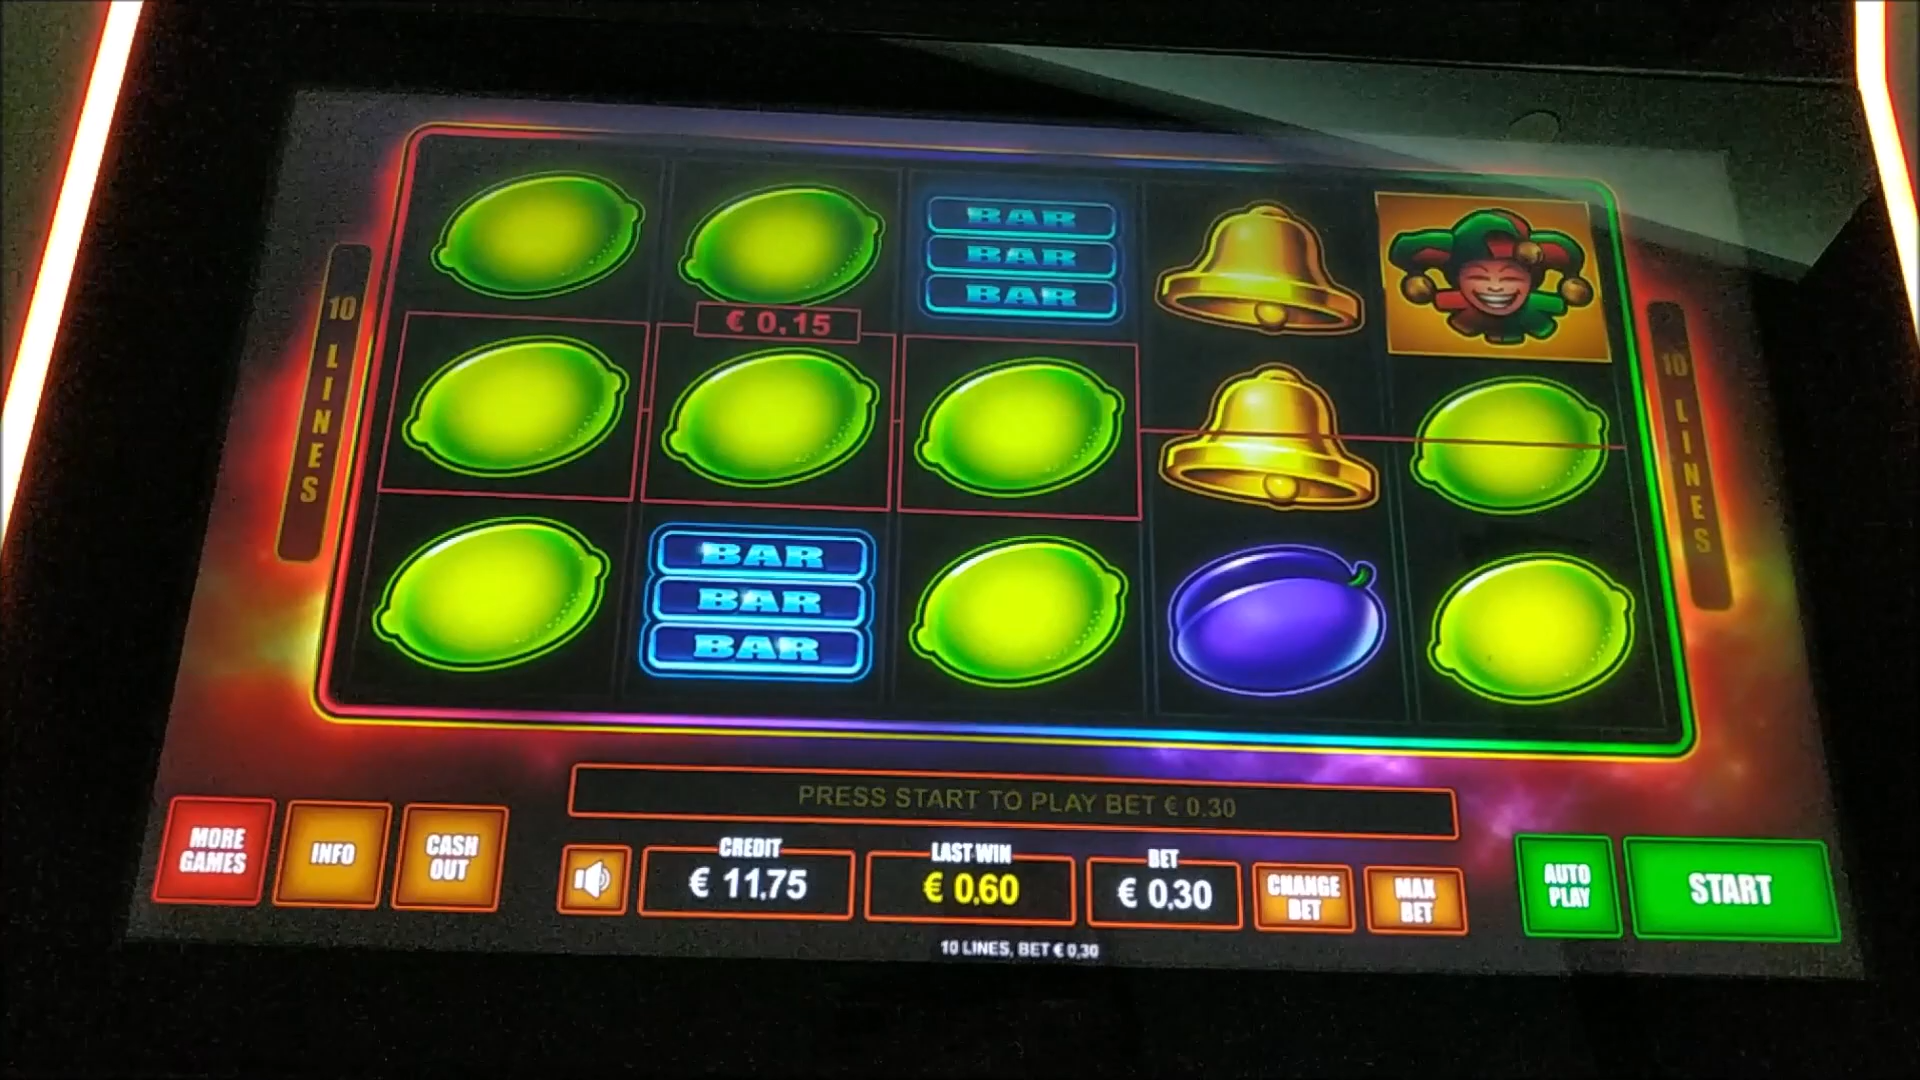 BAR
BAR
BAR
10 LINES
€ 0,15
10 LINES
BAR
BAR
BAR
PRESS START TO PLAY BET € 0.30
MORE GAMES
INFO
CASH OUT
CREDIT
€ 11,75
LAST WIN
€ 0,60
BET
€ 0,30
CHANGE BET
MAX BET
AUTO PLAY
START
10 LINES, BET € 0,30